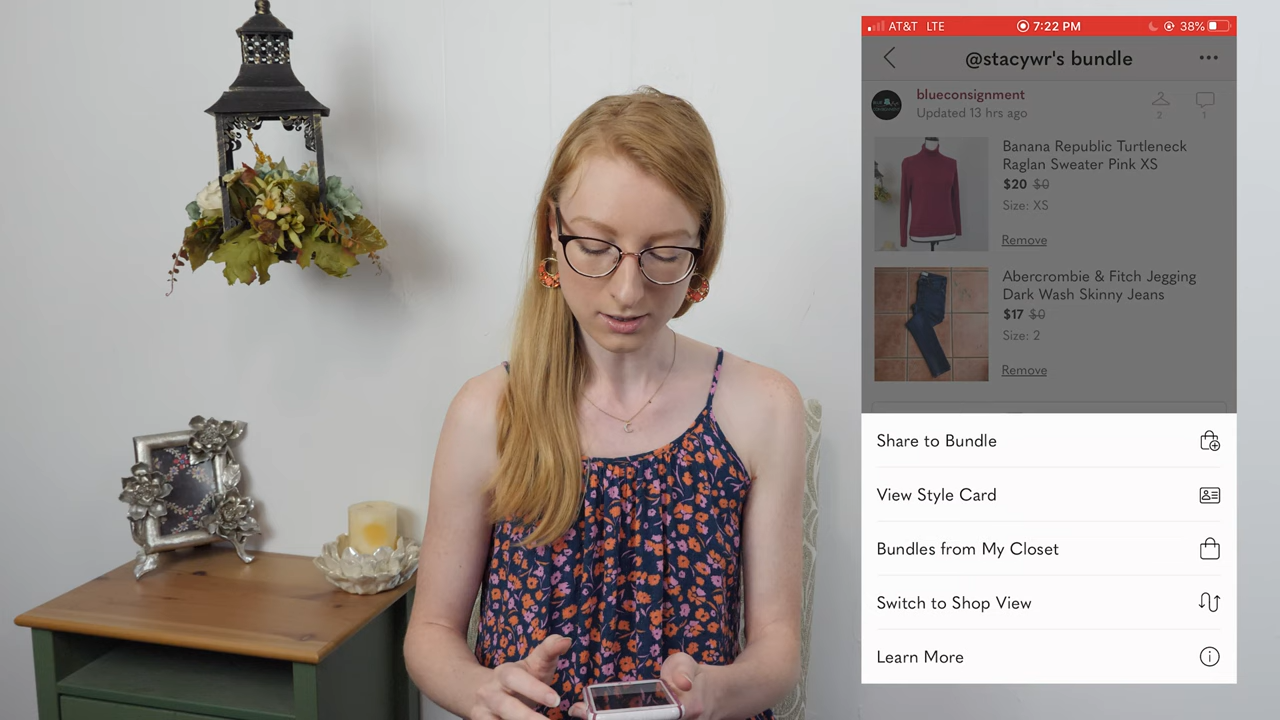 AT&T LTE 7:22 PM 38%
@stacywr's bundle
blueconsignment
Updated 13 hrs ago
2 1
Banana Republic Turtleneck
Raglan Sweater Pink XS
$20 $0
Size: XS
Remove
Abercrombie & Fitch Jegging
Dark Wash Skinny Jeans
$17 $0
Size: 2
Remove
Share to Bundle
View Style Card
Bundles from My Closet
Switch to Shop View
Learn More